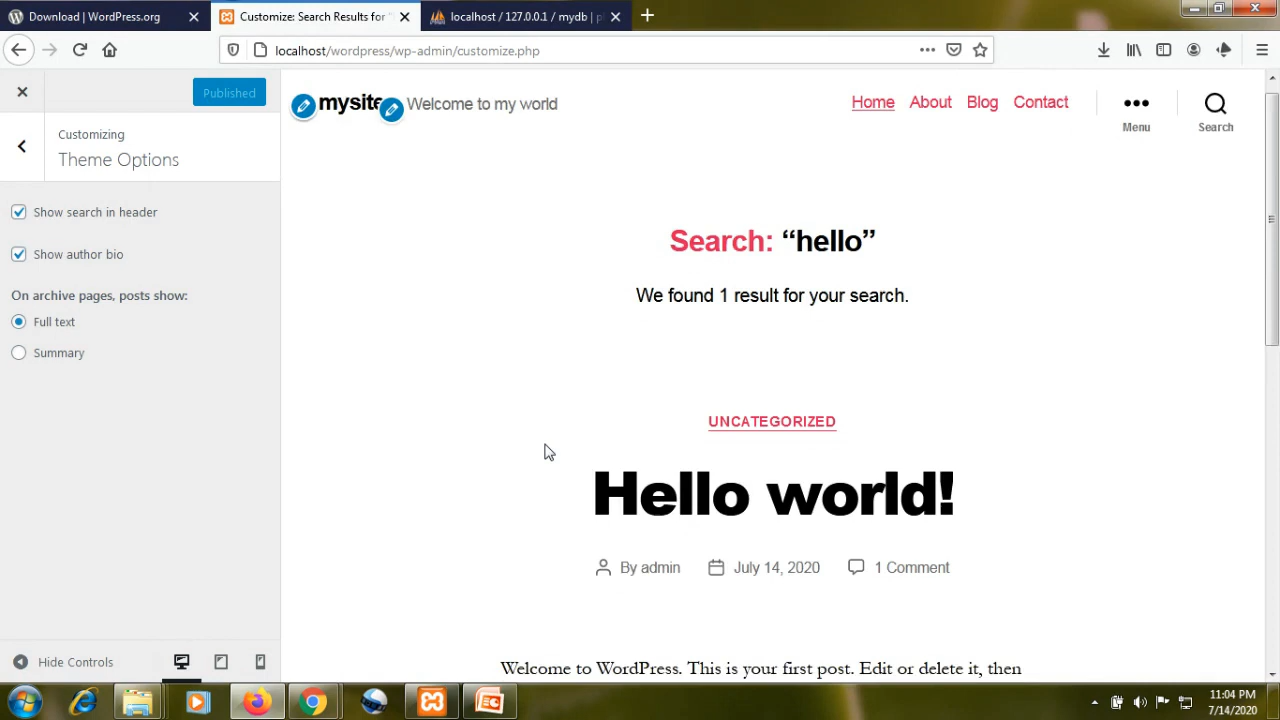 Download | WordPress.org
Customize: Search Results for "
localhost / 127.0.0.1 / mydb | p
localhost/wordpress/wp-admin/customize.php
Published
Customizing
Theme Options
Show search in header
Show author bio
On archive pages, posts show:
Full text
Summary
Hide Controls
mysite
Welcome to my world
Home About Blog Contact
Menu
Search
Search: “hello”
We found 1 result for your search.
UNCATEGORIZED
Hello world!
By admin July 14, 2020 1 Comment
Welcome to WordPress. This is your first post. Edit or delete it, then
11:04 PM
7/14/2020